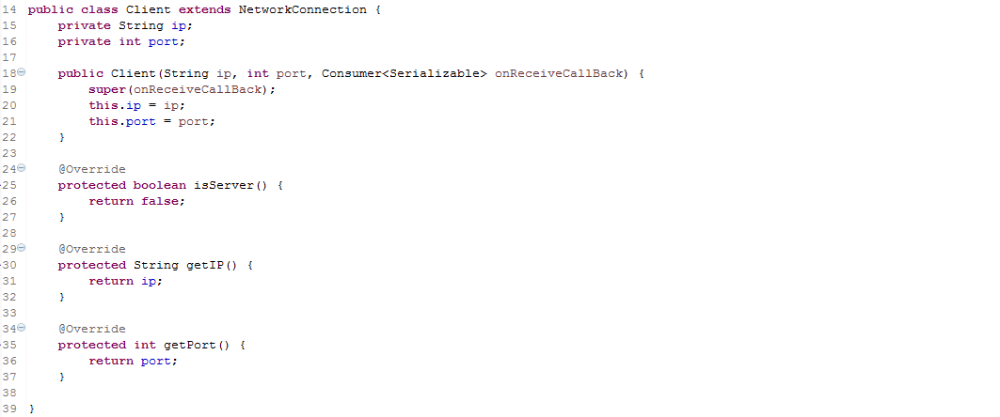 14 public class Client extends NetworkConnection {
15     private String ip;
16     private int port;
17
18     public Client(String ip, int port, Consumer<Serializable> onReceiveCallBack) {
19         super(onReceiveCallBack);
20         this.ip = ip;
21         this.port = port;
22     }
23
24     @Override
25     protected boolean isServer() {
26         return false;
27     }
28
29     @Override
30     protected String getIP() {
31         return ip;
32     }
33
34     @Override
35     protected int getPort() {
36         return port;
37     }
38
39 }